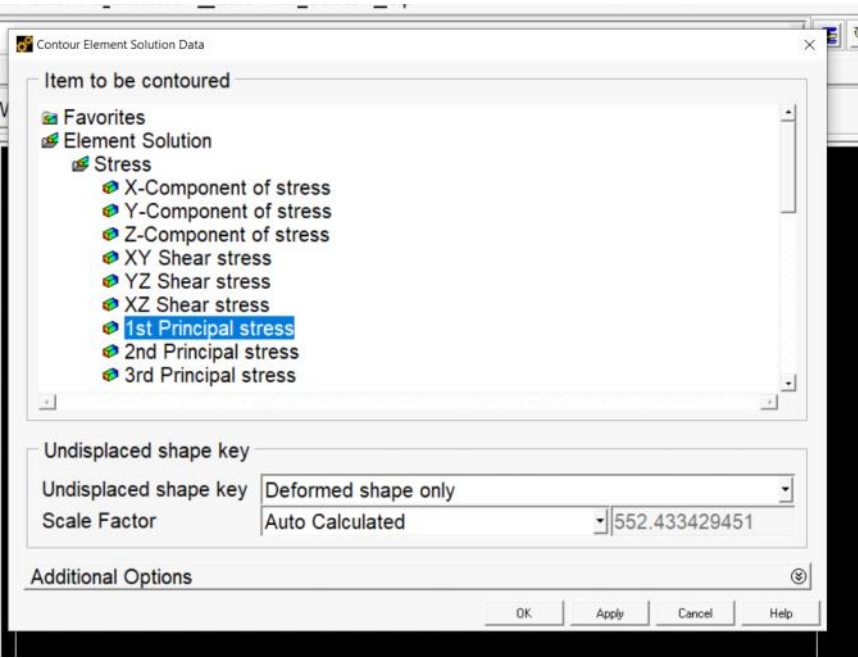 Contour Element Solution Data
Item to be contoured
Favorites
Element Solution
Stress
X-Component of stress
Y-Component of stress
Z-Component of stress
XY Shear stress
YZ Shear stress
XZ Shear stress
1st Principal stress
2nd Principal stress
3rd Principal stress
Undisplaced shape key
Undisplaced shape key Deformed shape only
Scale Factor Auto Calculated 552.433429451
Additional Options
OK Apply Cancel Help